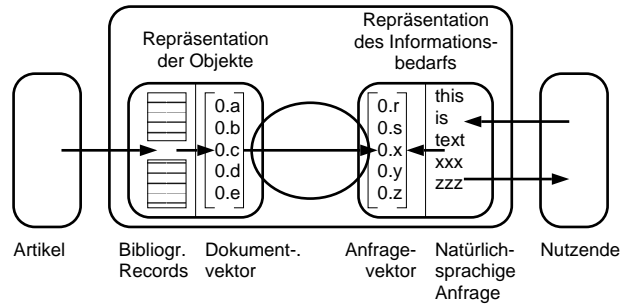 Repräsentation
der Objekte
Repräsentation
des Informations-
bedarfs
0.a
0.b
0.c
0.d
0.e
0.r
0.s
0.x
0.y
0.z
this
is
text
xxx
zzz
Artikel
Bibliogr.
Records
Dokument-.
vektor
Anfrage-
vektor
Natürlich-
sprachige
Anfrage
Nutzende